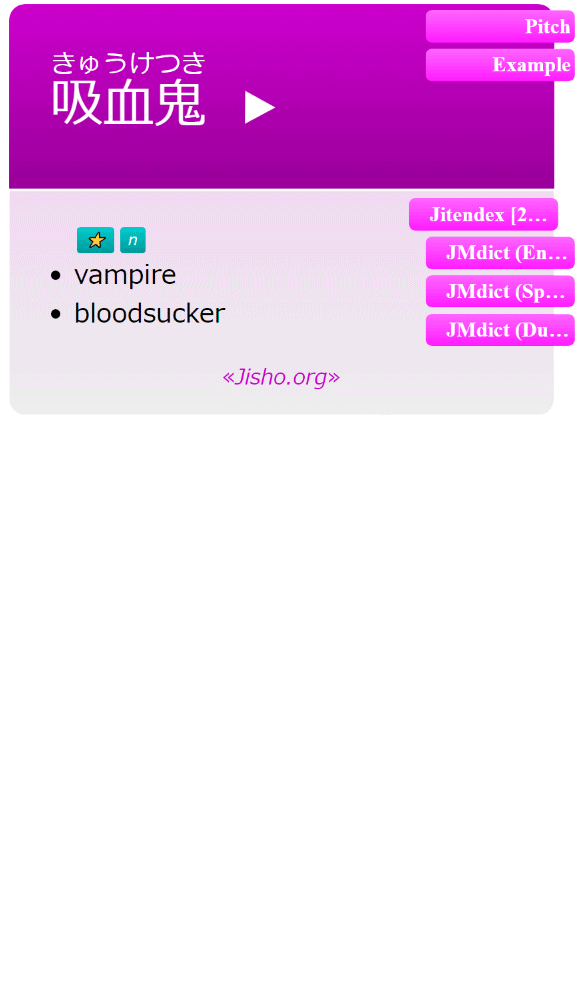 きゅうけつき
吸血鬼
Pitch
Example
n
vampire
bloodsucker
Jitendex [2…
JMdict (En…
JMdict (Sp…
JMdict (Du…
«Jisho.org»